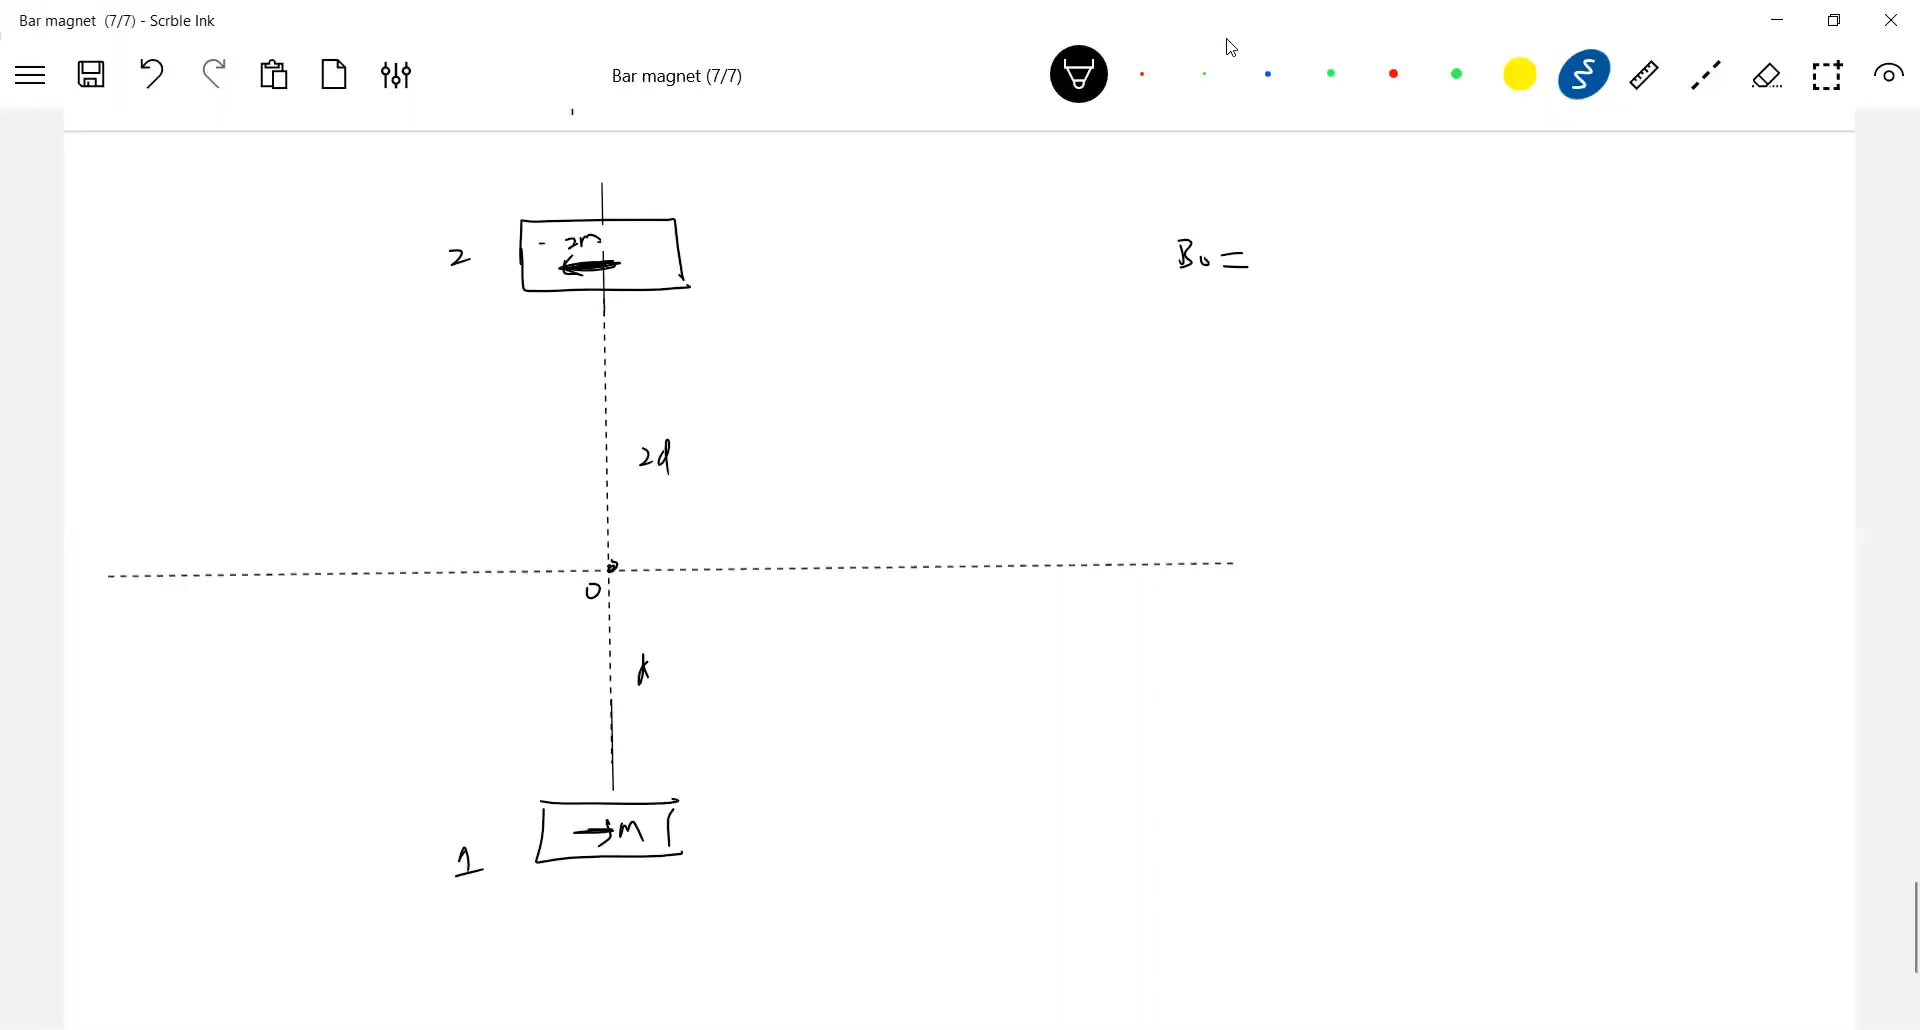 Bar magnet (7/7) - Scrble Ink
Bar magnet (7/7)
2
- 2m
B₀ =
2d
O
d
→ m
1